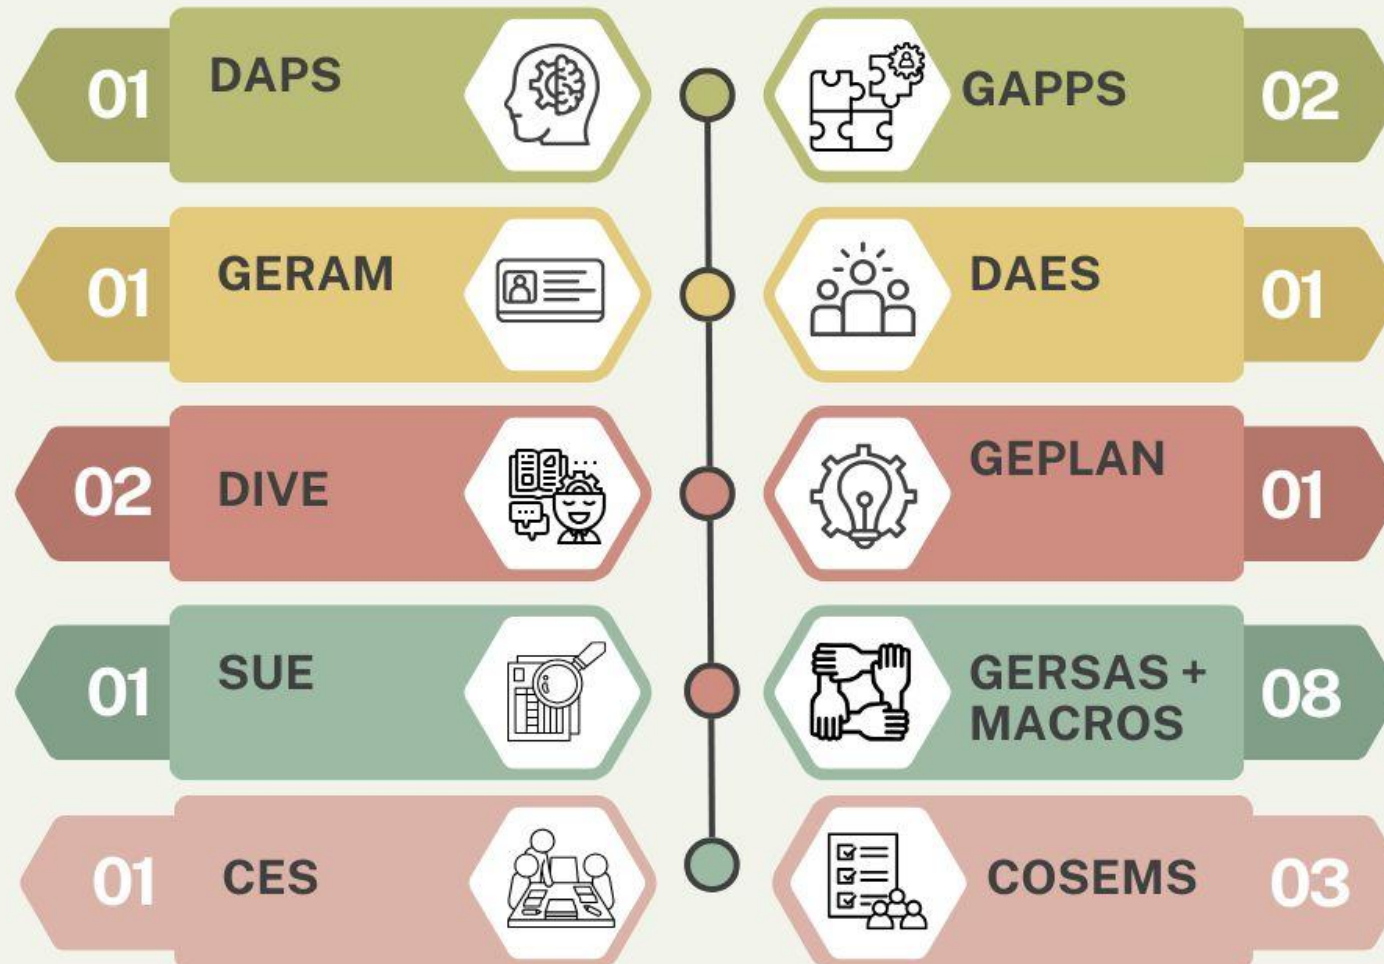 01 DAPS
GAPPS 02
01 GERAM
DAES 01
02 DIVE
GEPLAN 01
01 SUE
GERSAS +
MACROS 08
01 CES
COSEMS 03